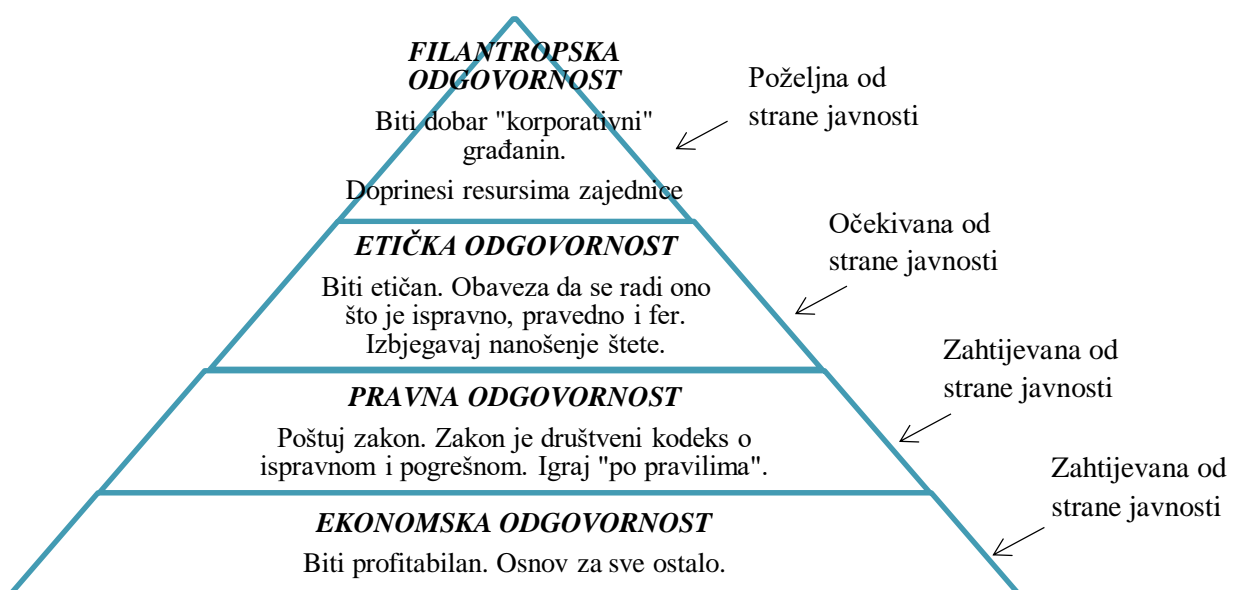 FILANTROPSKA
ODGOVORNOST
Biti dobar "korporativni"
građanin.
Doprinesi resursima zajednice
Poželjna od
strane javnosti
ETIČKA ODGOVORNOST
Biti etičan. Obaveza da se radi ono
što je ispravno, pravedno i fer.
Izbjegavaj nanošenje štete.
Očekivana od
strane javnosti
PRAVNA ODGOVORNOST
Poštuj zakon. Zakon je društveni kodeks o
ispravnom i pogrešnom. Igraj "po pravilima".
Zahtijevana od
strane javnosti
EKONOMSKA ODGOVORNOST
Biti profitabilan. Osnov za sve ostalo.
Zahtijevana od
strane javnosti